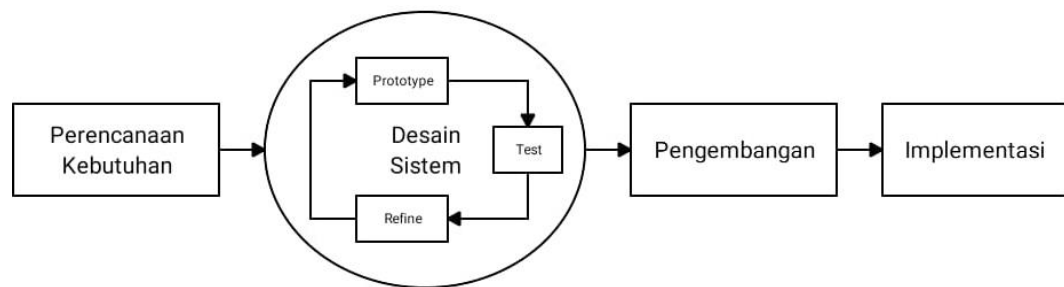 Perencanaan
Kebutuhan
Prototype
Desain
Sistem
Test
Refine
Pengembangan
Implementasi